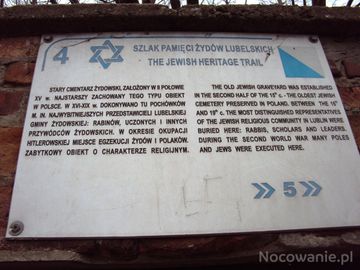 4
SZLAK PAMIĘCI ŻYDÓW LUBELSKICH
THE JEWISH HERITAGE TRAIL
STARY CMENTARZ ŻYDOWSKI, ZAŁOŻONY W II POŁOWIE
XV w. NAJSTARSZY ZACHOWANY TEGO TYPU OBIEKT
W POLSCE. W XVI-XIX w. DOKONYWANO TU POCHÓWKÓW
M. IN. NAJWYBITNIEJSZYCH PRZEDSTAWICIELI LUBELSKIEJ
GMINY ŻYDOWSKIEJ: RABINÓW, UCZONYCH I INNYCH
PRZYWÓDCÓW ŻYDOWSKICH. W OKRESIE OKUPACJI
HITLEROWSKIEJ MIEJSCE EGZEKUCJI ŻYDÓW I POLAKÓW.
ZABYTKOWY OBIEKT O CHARAKTERZE RELIGIJNYM.
THE OLD JEWISH GRAVEYARD WAS ESTABLISHED
IN THE SECOND HALF OF THE 15th c. - THE OLDEST JEWISH
CEMETERY PRESERVED IN POLAND. BETWEEN THE 16th
AND 19th c. THE MOST DISTINGUISHED REPRESENTATIVES
OF THE JEWISH RELIGIOUS COMMUNITY IN LUBLIN WERE
BURIED HERE: RABBIS, SCHOLARS AND LEADERS.
DURING THE SECOND WORLD WAR MANY POLES
AND JEWS WERE EXECUTED HERE.
»5»
Nocowanie.pl